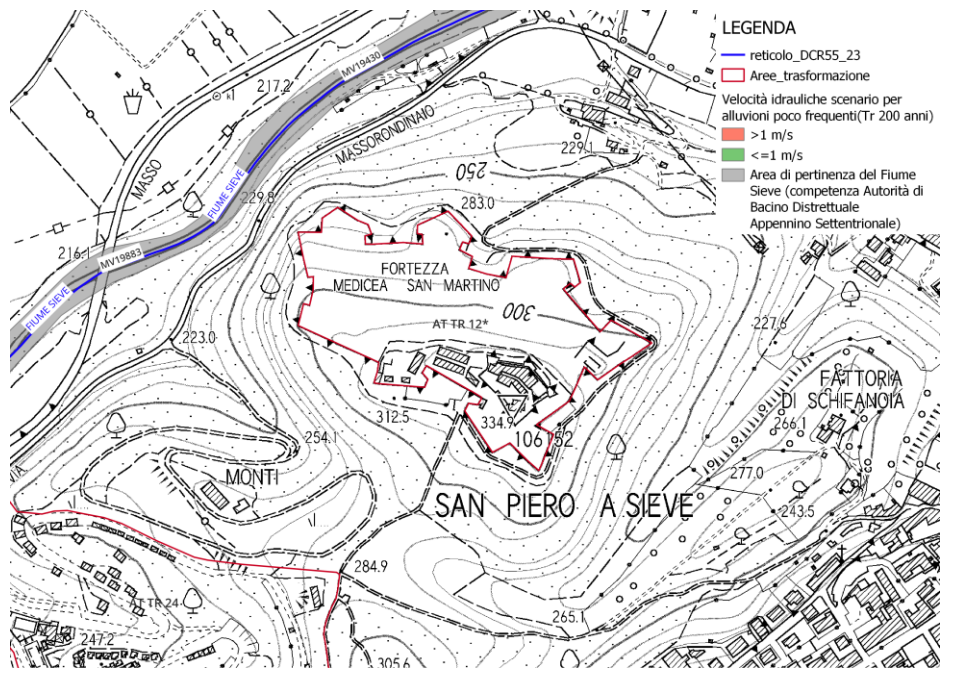 LEGENDA
reticolo_DCR55_23
Aree_trasformazione
Velocità idrauliche scenario per
alluvioni poco frequenti(Tr 200 anni)
>1 m/s
<=1 m/s
Area di pertinenza del Fiume
Sieve (competenza Autorità di
Bacino Distrettuale
Appennino Settentrionale)
MV19430
217.2
MASSO
MASSORONDINAIO
229.1
250
283.0
229.8
FIUME SIEVE
216.1
MV19883
FIUME SIEVE
FORTEZZA
MEDICEA SAN MARTINO
300
AT TR 12*
227.6
223.0
FATTORIA
DI SCHIFANOIA
266.1
312.5
334.9
106152
254.1
MONTI
277.0
SAN PIERO A SIEVE
243.5
284.9
265.1
AT TR 24
247.2
305.6